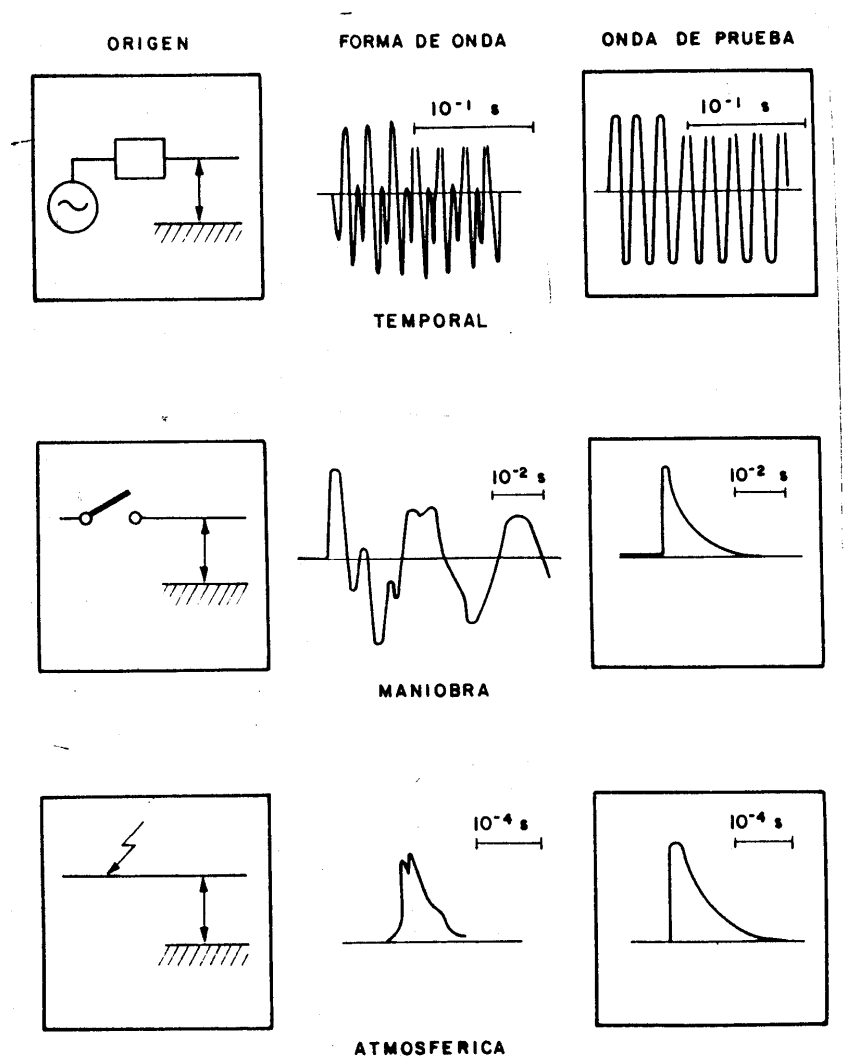 ORIGEN
FORMA DE ONDA
ONDA DE PRUEBA
10⁻¹ s
10⁻¹ s
TEMPORAL
10⁻² s
10⁻² s
MANIOBRA
10⁻⁴ s
10⁻⁴ s
ATMOSFERICA